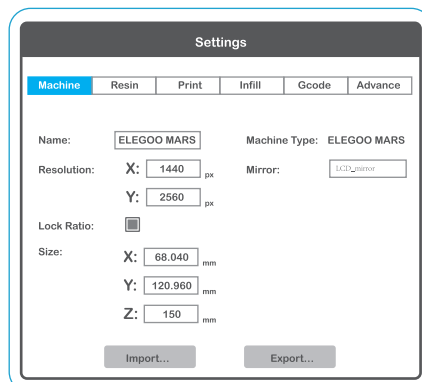 Settings
Machine Resin Print Infill Gcode Advance
Name: ELEGOO MARS Machine Type: ELEGOO MARS
Resolution: X: 1440 px Mirror: LCD_mirror
Y: 2560 px
Lock Ratio:
Size: X: 68.040 mm
Y: 120.960 mm
Z: 150 mm
Import... Export...